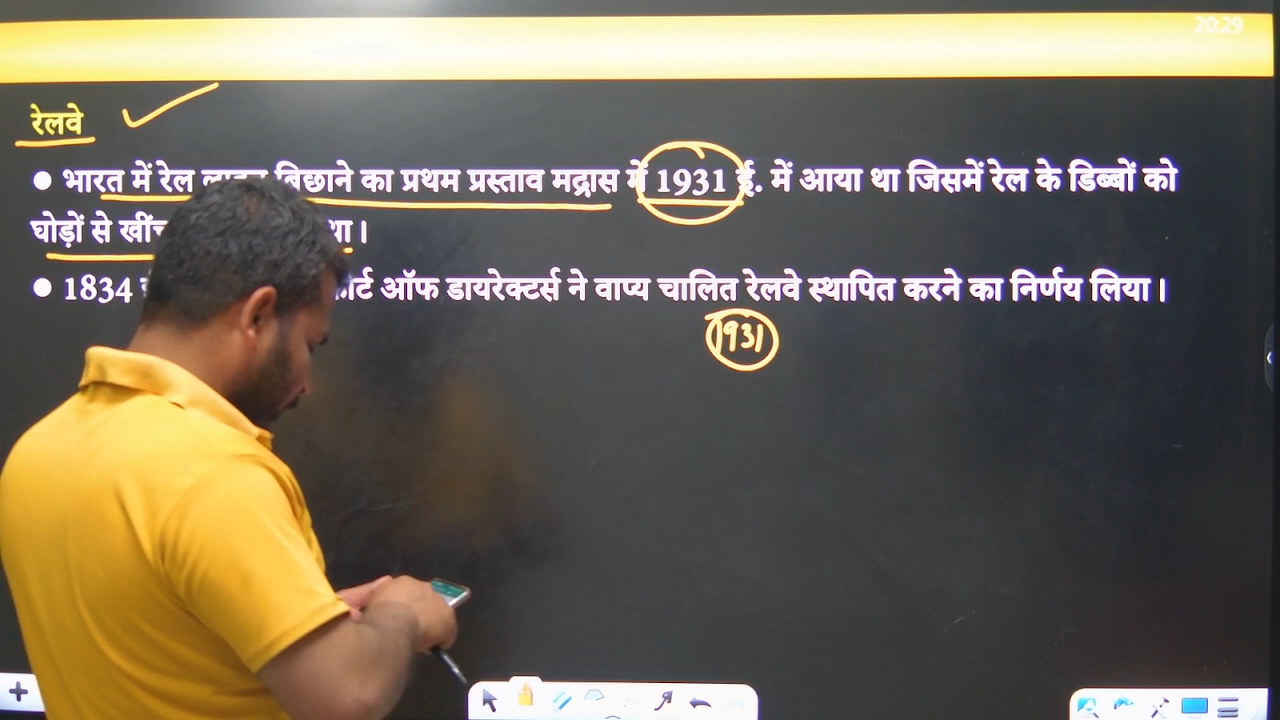 20:29
रेलवे
● भारत में रेल बिछाने का प्रथम प्रस्ताव मद्रास में 1931 ई. में आया था जिसमें रेल के डिब्बों को
घोड़ों से था।
● 1834 ऑफ डायरेक्टर्स ने वाप्य चालित रेलवे स्थापित करने का निर्णय लिया।
1931